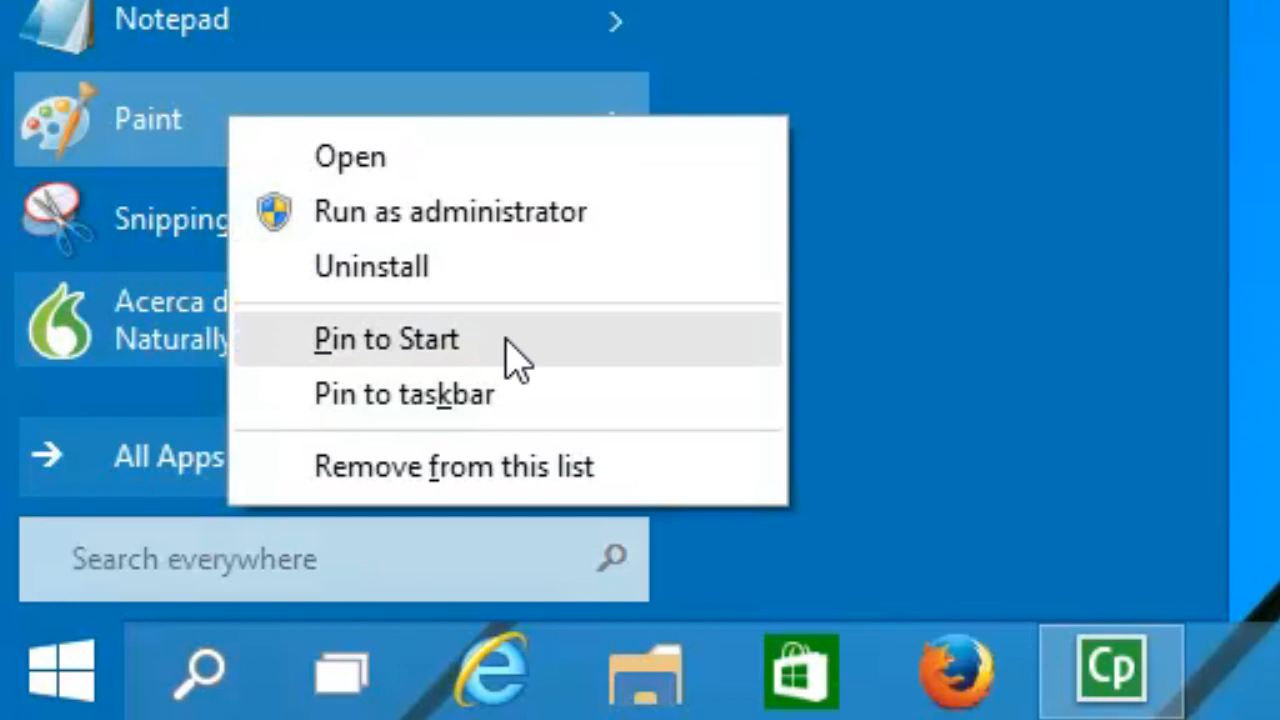 Notepad
Paint
Open
Run as administrator
Snipping
Uninstall
Acerca d
Naturally
Pin to Start
Pin to taskbar
All Apps
Remove from this list
Search everywhere
Cp